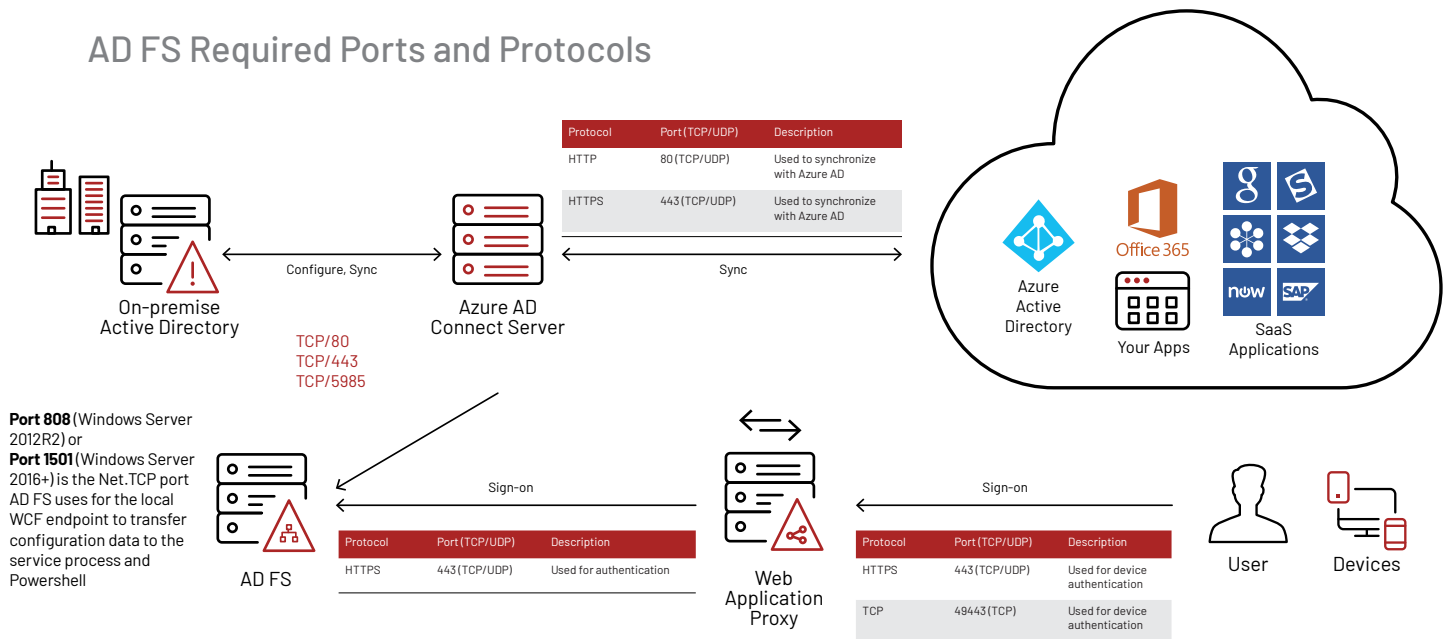 AD FS Required Ports and Protocols
Protocol Port (TCP/UDP) Description
HTTP 80 (TCP/UDP) Used to synchronize
with Azure AD
HTTPS 443 (TCP/UDP) Used to synchronize
with Azure AD
Configure, Sync
Sync
On-premise
Active Directory
Azure AD
Connect Server
Azure
Active
Directory
Office 365
Your Apps
g
S
now
SAP
SaaS
Applications
TCP/80
TCP/443
TCP/5985
Port 808 (Windows Server
2012R2) or
Port 1501 (Windows Server
2016+) is the Net.TCP port
AD FS uses for the local
WCF endpoint to transfer
configuration data to the
service process and
Powershell
AD FS
Sign-on
Protocol Port (TCP/UDP) Description
HTTPS 443 (TCP/UDP) Used for authentication
Web
Application
Proxy
Sign-on
Protocol Port (TCP/UDP) Description
HTTPS 443 (TCP/UDP) Used for device
authentication
TCP 49443 (TCP) Used for device
authentication
User
Devices